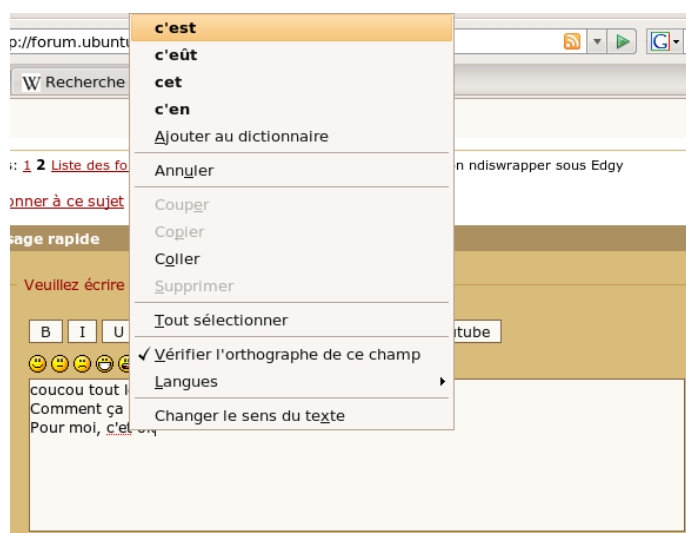 c'est
p://forum.ubuntu
G
c'eût
W Recherche
cet
c'en
Ajouter au dictionnaire
s: 1 2 Liste des fo
Annuler
n ndiswrapper sous Edgy
onner à ce sujet
Couper
Copier
sage rapide
Coller
Veuillez écrire
Supprimer
Tout sélectionner
B I U
utube
✓ Vérifier l'orthographe de ce champ
Langues
coucou tout l
Comment ça
Changer le sens du texte
Pour moi, c'et